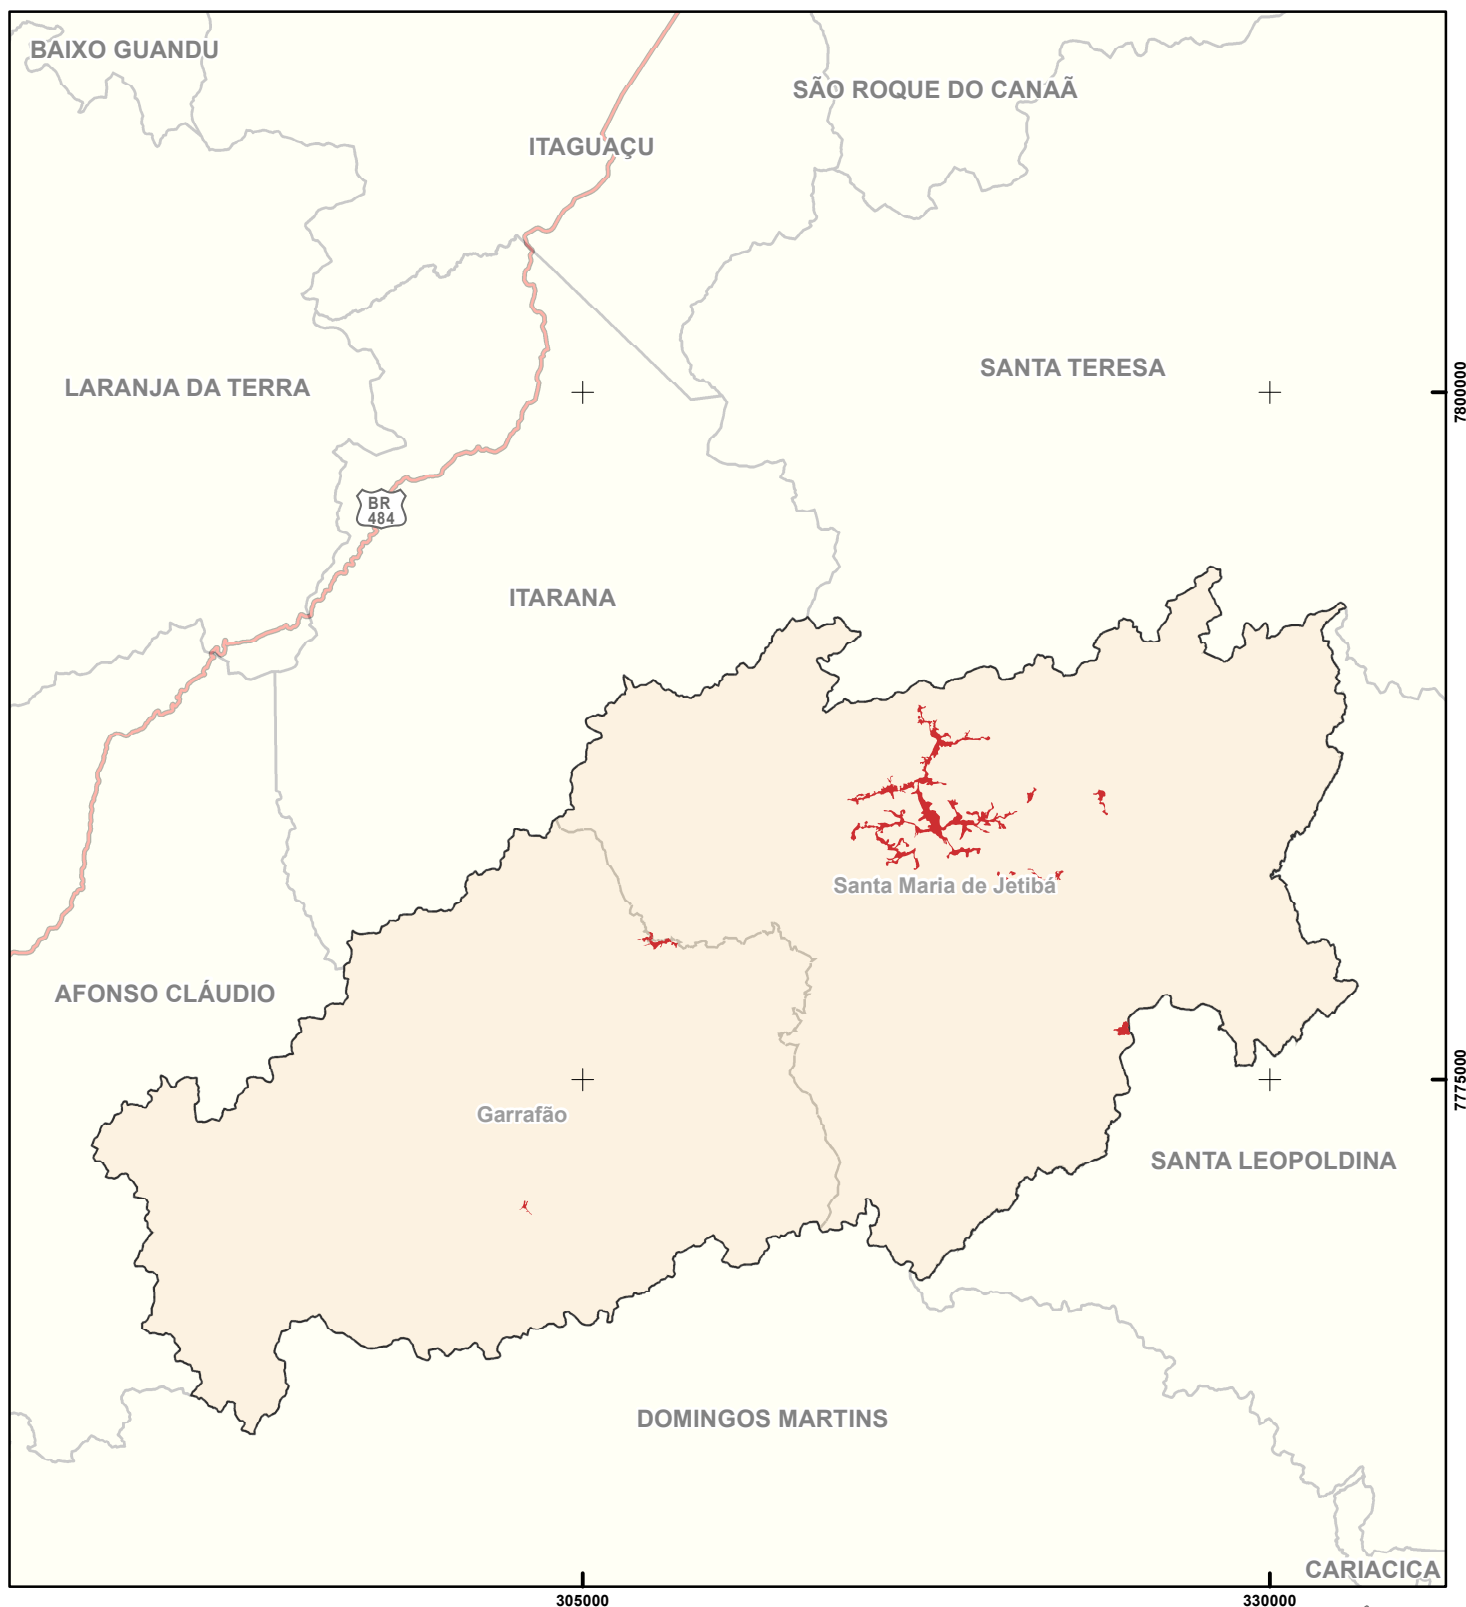 BAIXO GUANDU
SÃO ROQUE DO CANAÃ
ITAGUAÇU
SANTA TERESA
LARANJA DA TERRA
7800000
BR
484
ITARANA
Santa Maria de Jetibá
AFONSO CLÁUDIO
7775000
Garrafão
SANTA LEOPOLDINA
DOMINGOS MARTINS
CARIACICA
305000
330000